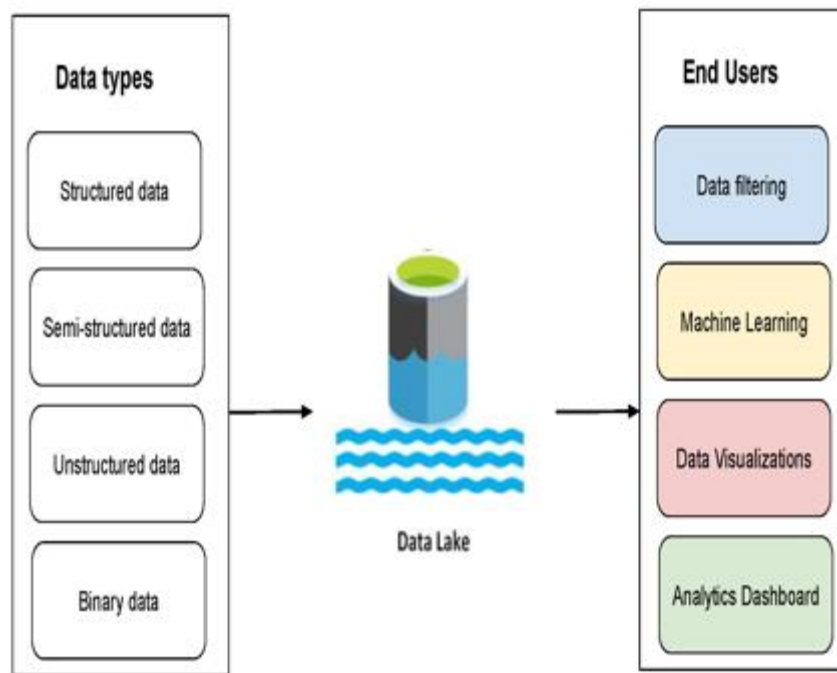 Data types
Structured data
Semi-structured data
Unstructured data
Binary data
Data Lake
End Users
Data filtering
Machine Learning
Data Visualizations
Analytics Dashboard